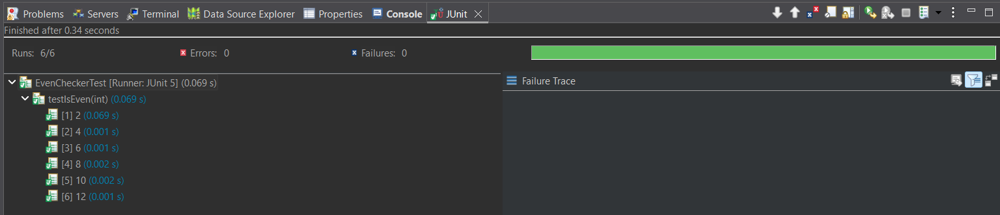 Problems Servers Terminal Data Source Explorer Properties Console JUnit
Finished after 0.34 seconds
Runs: 6/6 Errors: 0 Failures: 0
EvenCheckerTest [Runner: JUnit 5] (0.069 s)
Failure Trace
testIsEven(int) (0.069 s)
[1] 2 (0.069 s)
[2] 4 (0.001 s)
[3] 6 (0.001 s)
[4] 8 (0.002 s)
[5] 10 (0.002 s)
[6] 12 (0.001 s)